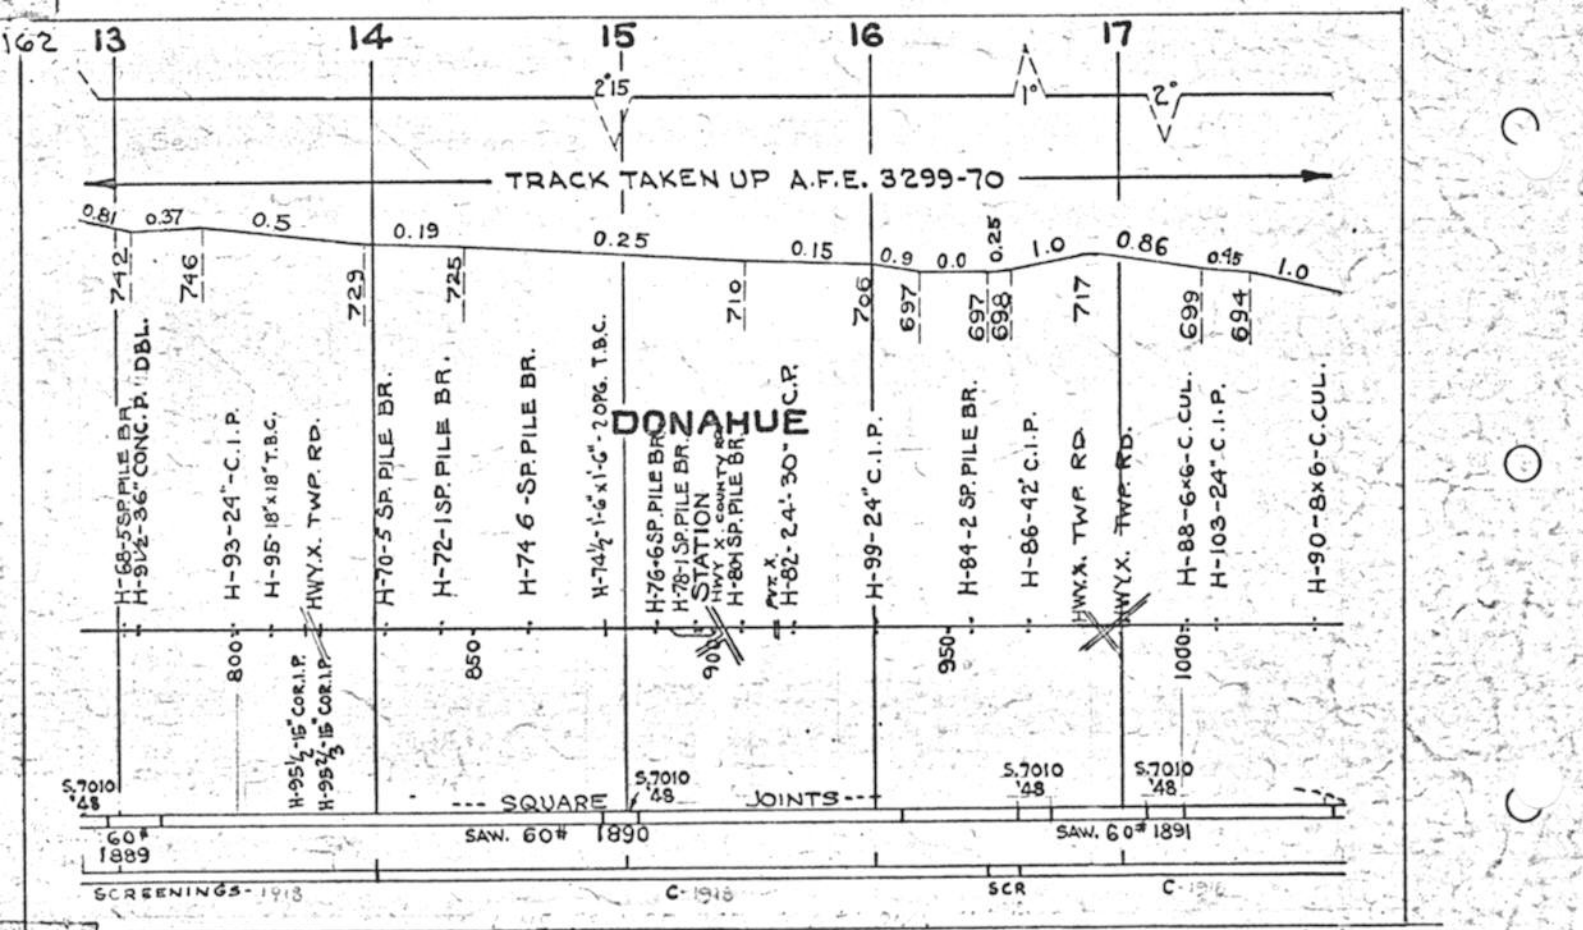 162 13 14 15 16 17
2°15 1° 2°
TRACK TAKEN UP A.F.E. 3299-70
0.81 0.37 0.5 0.19 0.25 0.15 0.9 0.0 0.25 1.0 0.86 0.45 1.0
742 746 729 725 710 706 697 697 698 717 699 694
DONAHUE
H-68-5 SP. PILE BR.
H-91½-36" CONC. P. DBL.
H-93-24"-C.I.P.
H-95-18"x18" T.B.C.
HWY.X. TWP. RD.
H-70-5 SP. PILE BR.
H-72-1 SP. PILE BR.
H-74 6-SP. PILE BR.
H-74½-1'-6"x1'-6"-2 OPG. T.B.C.
H-76-6 SP. PILE BR.
H-78-1 SP. PILE BR.
STATION
HWY X COUNTY RD.
H-80-1 SP. PILE BR.
PVT. X
H-82-24'-30" C.P.
H-99-24" C.I.P.
H-84-2 SP. PILE BR.
H-86-42" C.I.P.
HWY.X. TWP. RD.
HWY.X. TWP. RD.
H-88-6x6-C. CUL.
H-103-24" C.I.P.
H-90-8x6-C. CUL.
800 850 900 950 1000
H-95½-15" COR. I.P.
H-95⅔-15" COR. I.P.
S.7010 '48
--- SQUARE JOINTS ---
S.7010 '48
S.7010 '48
S.7010 '48
60# 1889
SAW. 60# 1890
SAW. 60# 1891
SCREENINGS-1918 C-1918 SCR C-1918